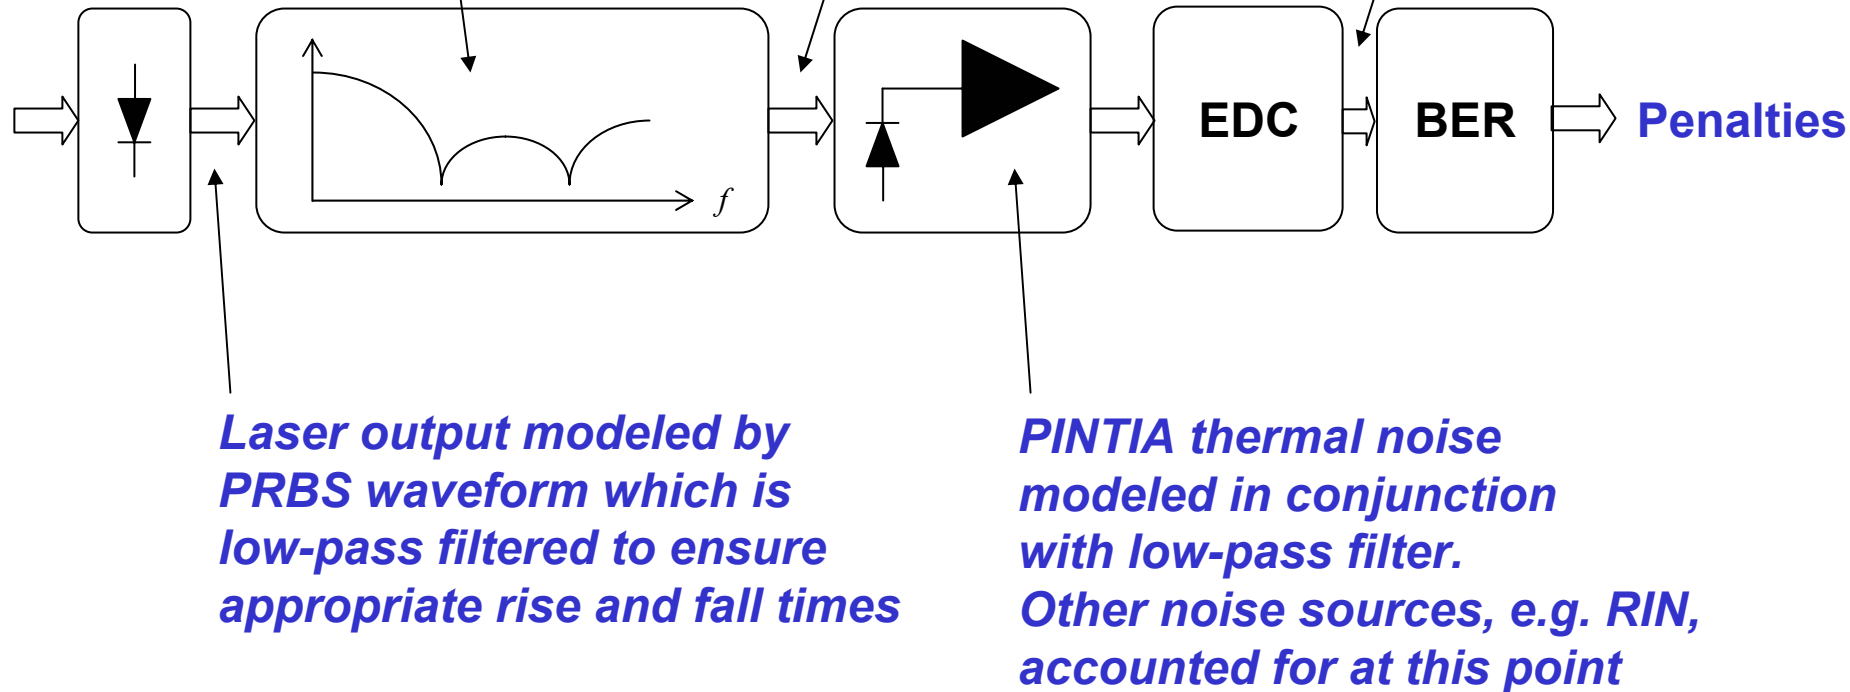 f
EDC
BER
Penalties
Laser output modeled by
PRBS waveform which is
low-pass filtered to ensure
appropriate rise and fall times
PINTIA thermal noise
modeled in conjunction
with low-pass filter.
Other noise sources, e.g. RIN,
accounted for at this point